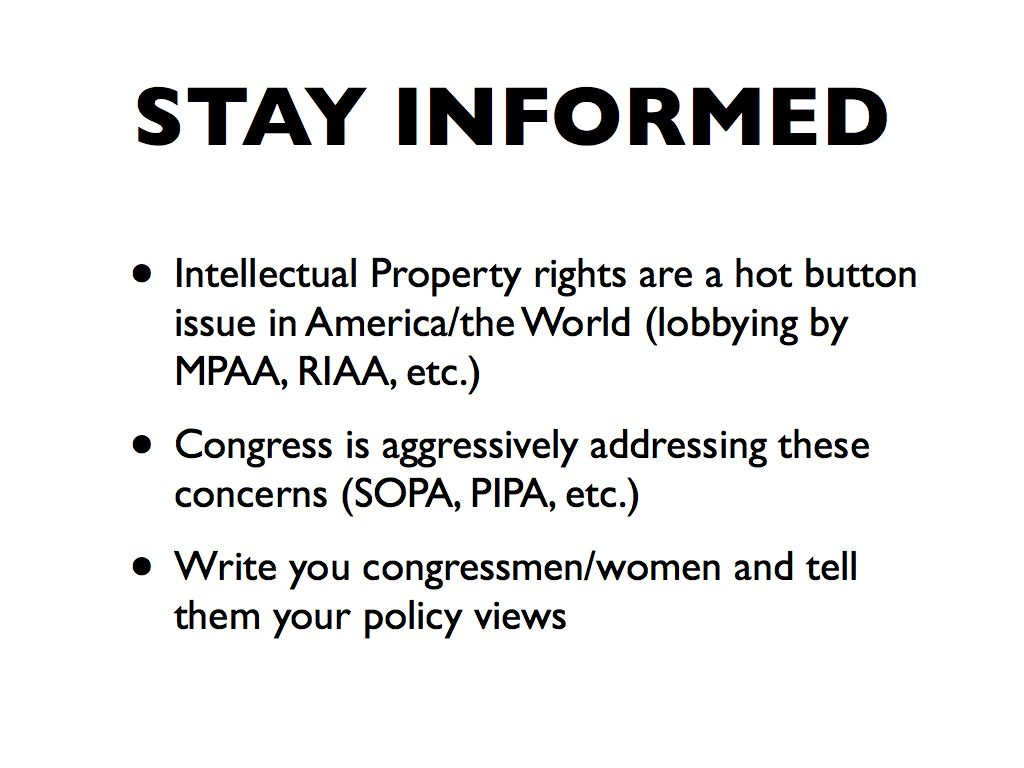 STAY INFORMED
• Intellectual Property rights are a hot button
issue in America/the World (lobbying by
MPAA, RIAA, etc.)
• Congress is aggressively addressing these
concerns (SOPA, PIPA, etc.)
• Write you congressmen/women and tell
them your policy views